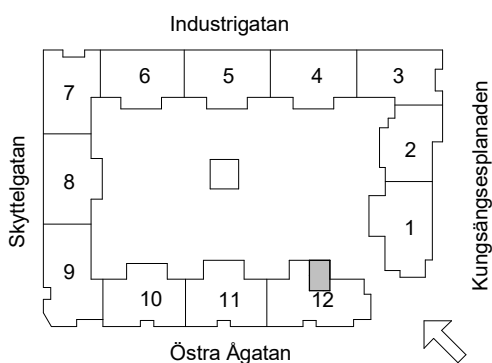 Industrigatan
6 5 4 3
7
2
Skyttelgatan
8
1
Kungsängsesplanaden
9
10 11 12
Östra Ågatan